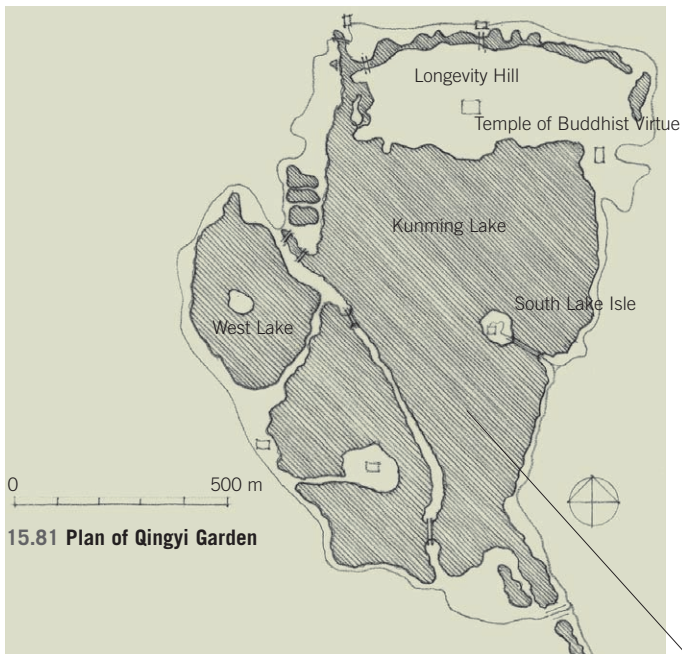 Longevity Hill
Temple of Buddhist Virtue
Kunming Lake
South Lake Isle
West Lake
0 500 m
15.81 Plan of Qingyi Garden